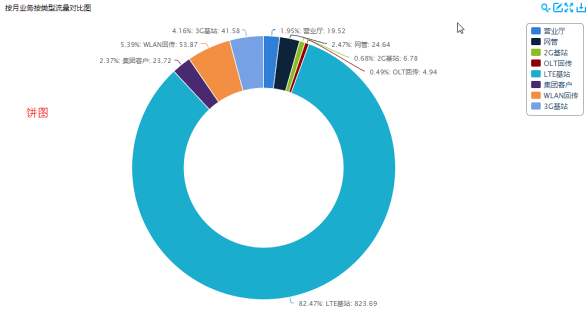 按月业务按类型流量对比图
饼图
4.16%: 3G基站: 41.58
5.39%: WLAN回传: 53.87
2.37%: 集团客户: 23.72
1.95%: 营业厅: 19.52
2.47%: 网管: 24.64
0.68%: 2G基站: 6.78
0.49%: OLT回传: 4.94
82.47%: LTE基站: 823.69
营业厅
网管
2G基站
OLT回传
LTE基站
集团客户
WLAN回传
3G基站